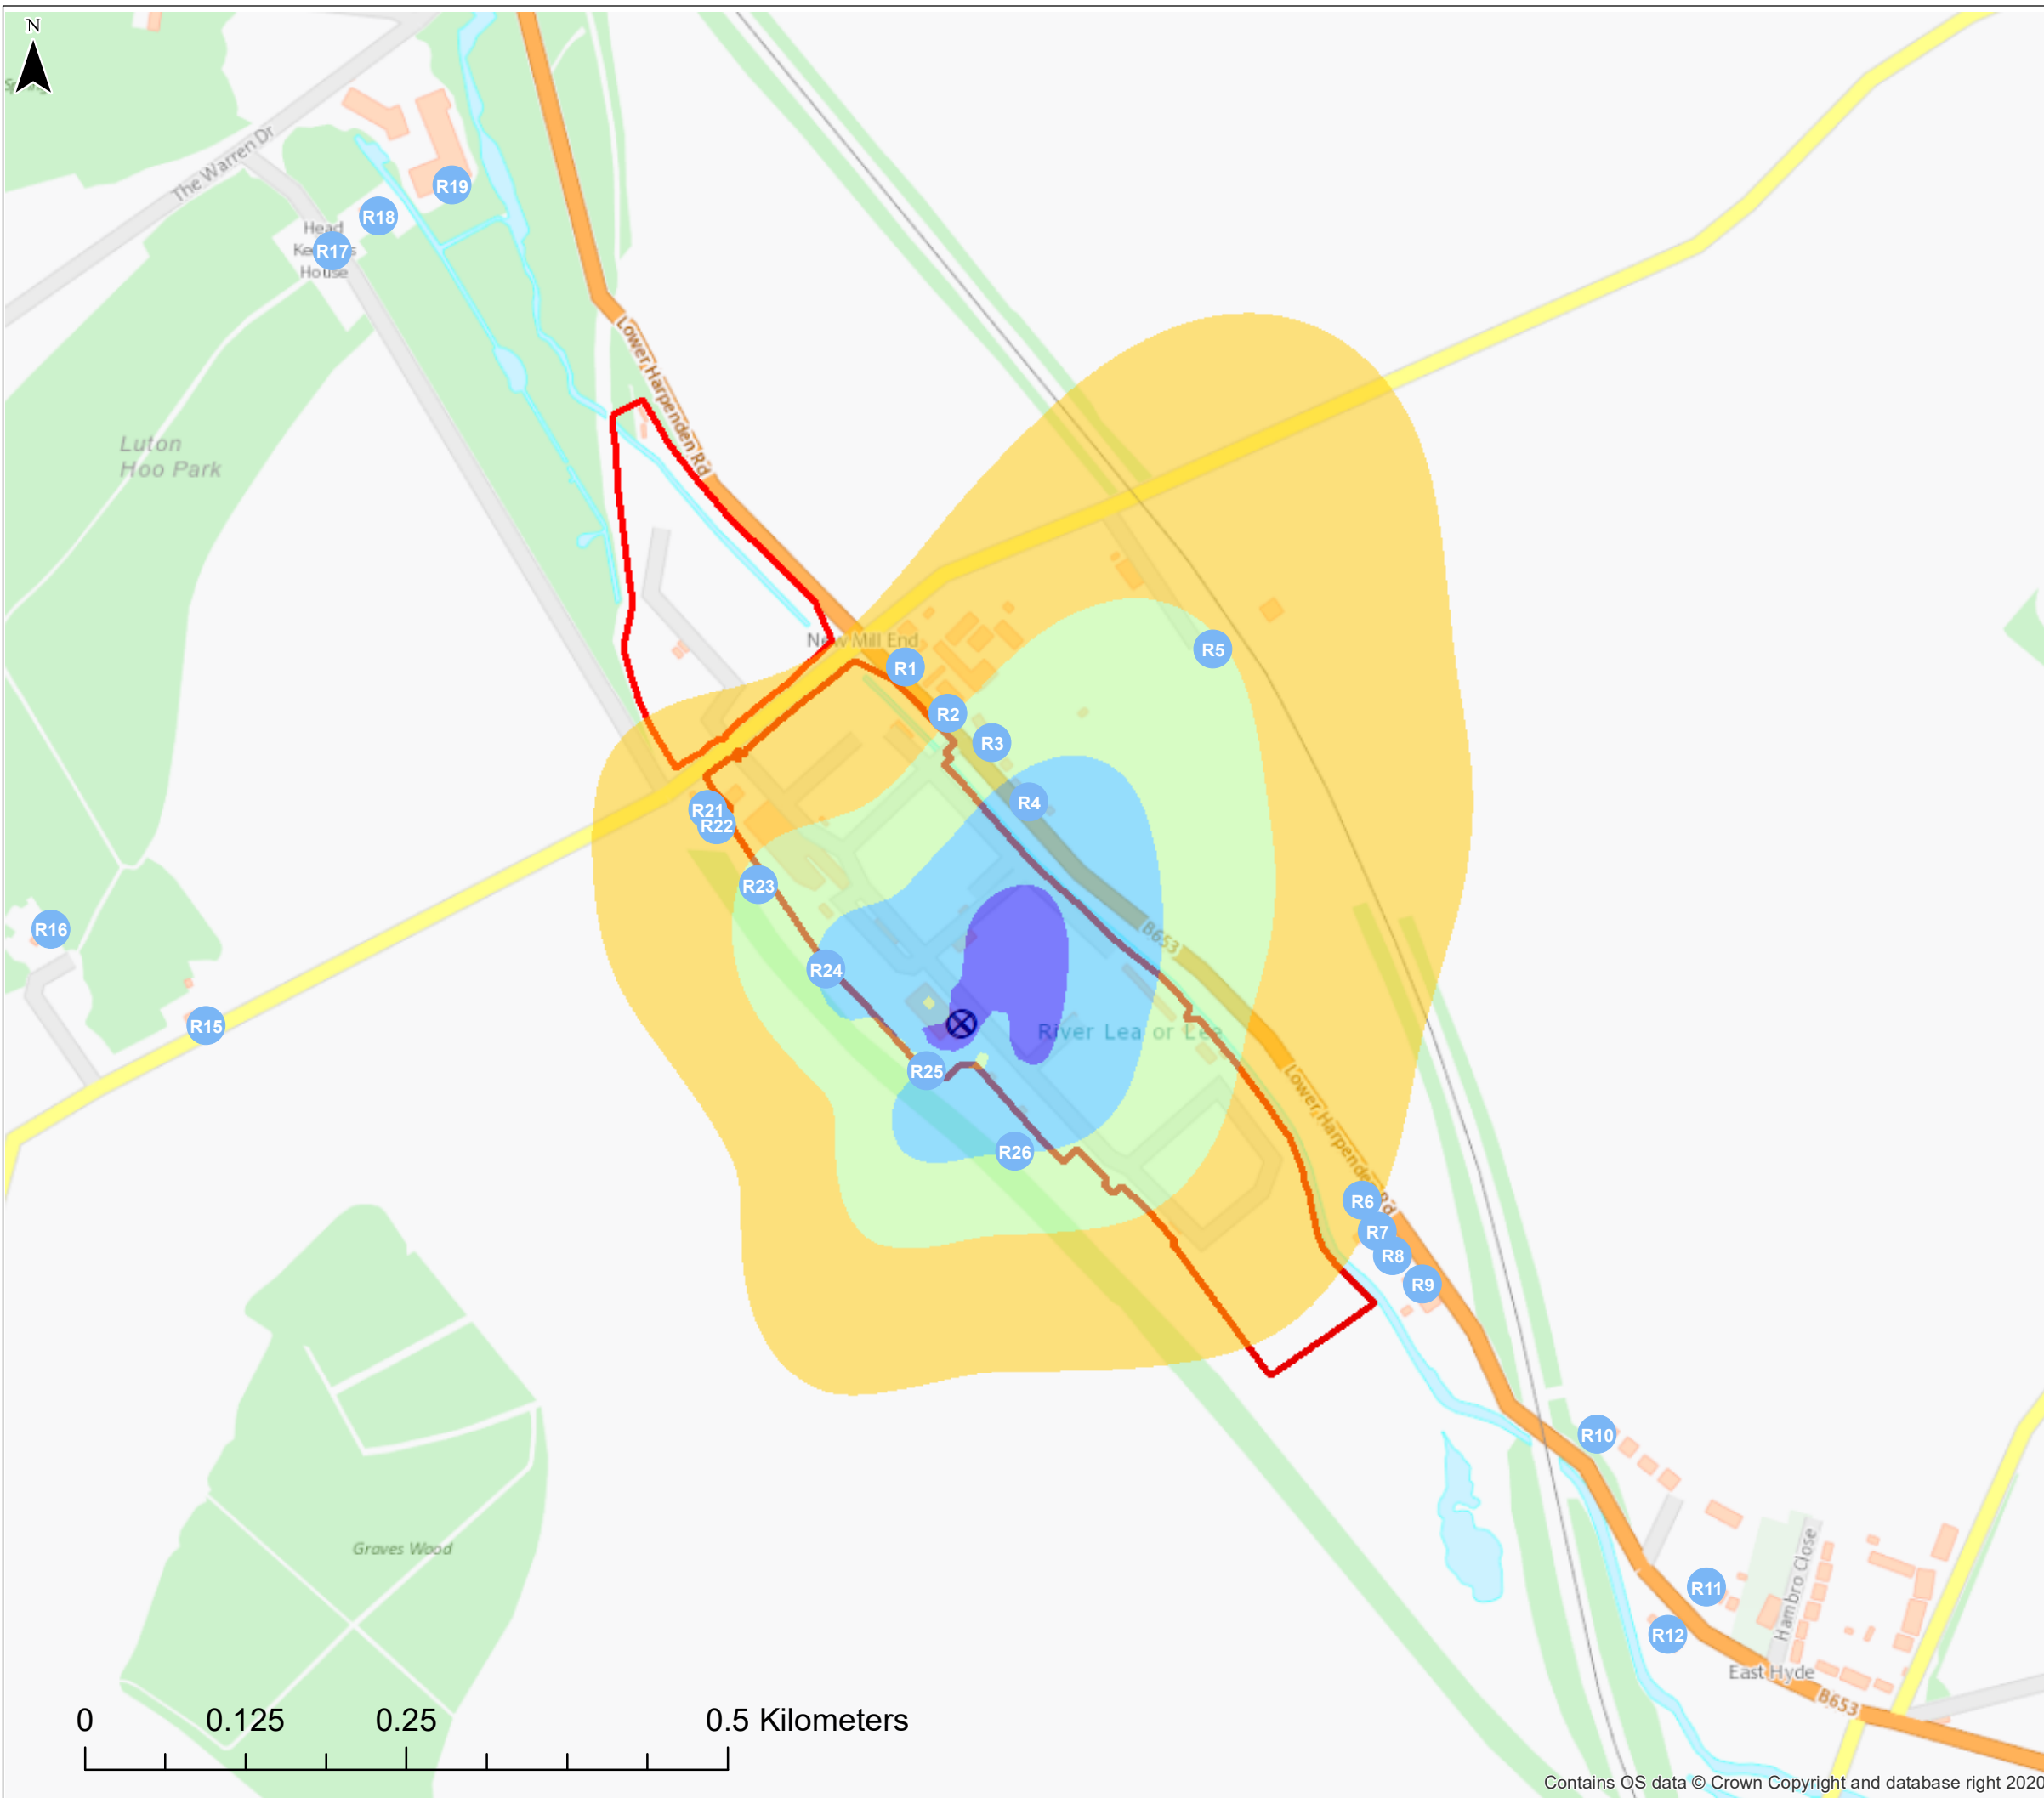 N
The Warren Dr
R19
R18
Head
R17
House
Lower Harpenden Rd
Luton
Hoo Park
New Mill End
R1
R5
R2
R3
R4
R21
R22
R23
R16
R24
B653
R15
River Lea or Lee
R25
Lower Harpenden Rd
R26
R6
R7
R8
R9
R10
Graves Wood
Hambro Close
R11
R12
East Hyde
B653
0 0.125 0.25 0.5 Kilometers
Contains OS data © Crown Copyright and database right 2020